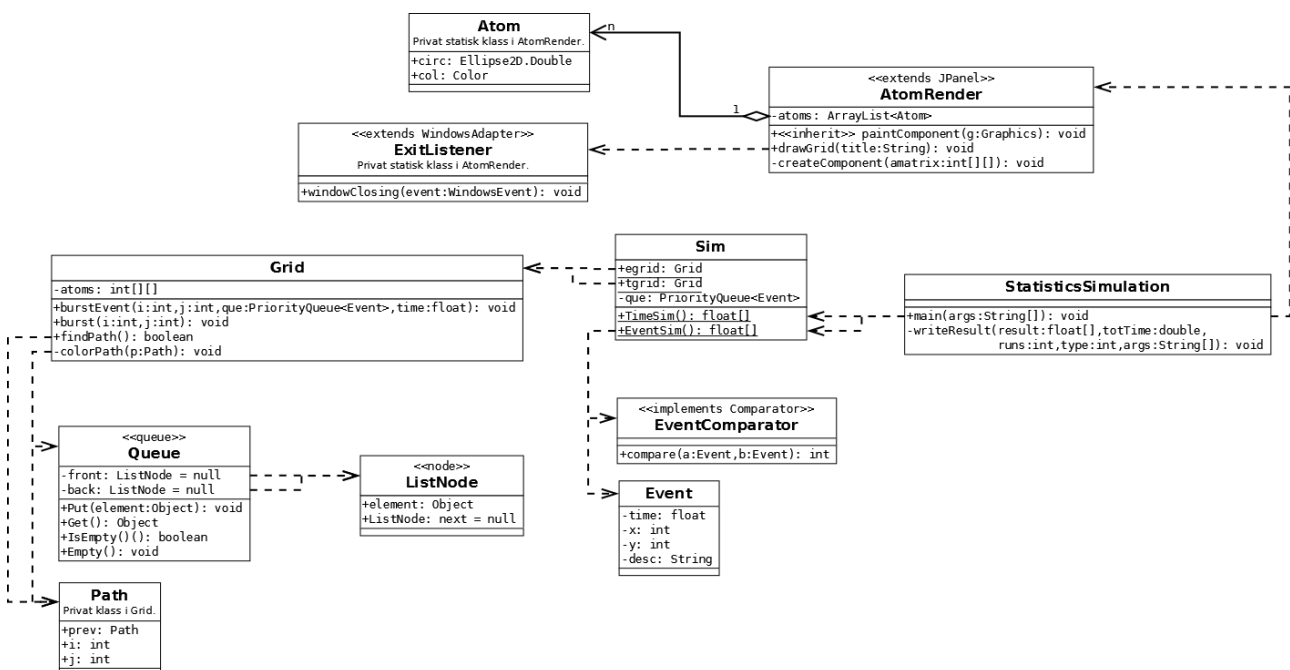 Atom
Privat statisk klass i AtomRender.
+circ: Ellipse2D.Double
+col: Color
n
1
<<extends JPanel>>
AtomRender
-atoms: ArrayList<Atom>
+<<inherit>> paintComponent(g:Graphics): void
+drawGrid(title:String): void
-createComponent(amatrix:int[][]): void
<<extends WindowsAdapter>>
ExitListener
Privat statisk klass i AtomRender.
+windowClosing(event:WindowsEvent): void
Grid
-atoms: int[][]
+burstEvent(i:int,j:int,que:PriorityQueue<Event>,time:float): void
+burst(i:int,j:int): void
+findPath(): boolean
-colorPath(p:Path): void
Sim
+egrid: Grid
+tgrid: Grid
-que: PriorityQueue<Event>
+TimeSim(): float[]
+EventSim(): float[]
StatisticsSimulation
+main(args:String[]): void
-writeResult(result:float[],totTime:double,
runs:int,type:int,args:String[]): void
<<implements Comparator>>
EventComparator
+compare(a:Event,b:Event): int
<<queue>>
Queue
-front: ListNode = null
-back: ListNode = null
+Put(element:Object): void
+Get(): Object
+IsEmpty()(): boolean
+Empty(): void
<<node>>
ListNode
+element: Object
+ListNode: next = null
Event
-time: float
-x: int
-y: int
-desc: String
Path
Privat klass i Grid.
+prev: Path
+i: int
+j: int